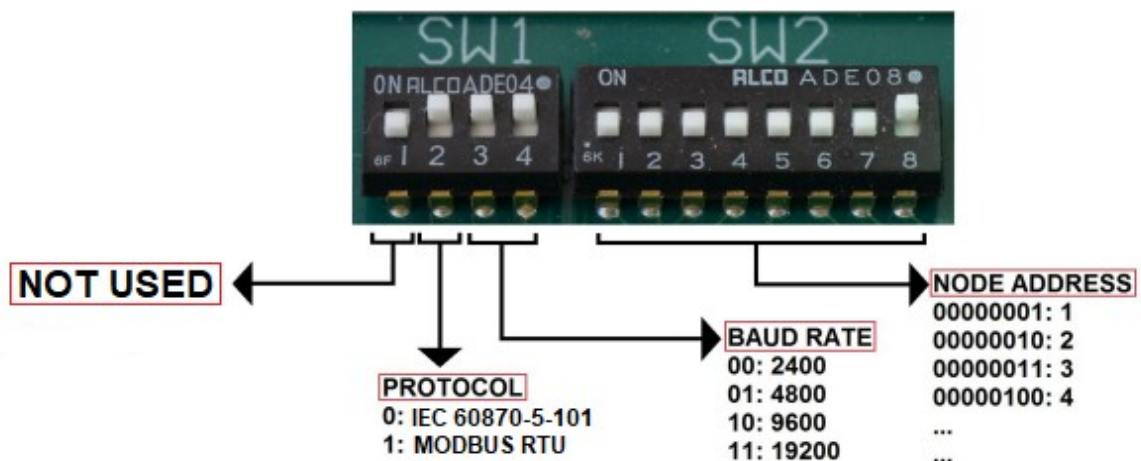 SW1 SW2
ON ALCO ADE04
ON ALCO ADE08
6F 1 2 3 4
6K 1 2 3 4 5 6 7 8
NOT USED
PROTOCOL
0: IEC 60870-5-101
1: MODBUS RTU
BAUD RATE
00: 2400
01: 4800
10: 9600
11: 19200
NODE ADDRESS
00000001: 1
00000010: 2
00000011: 3
00000100: 4
...
...